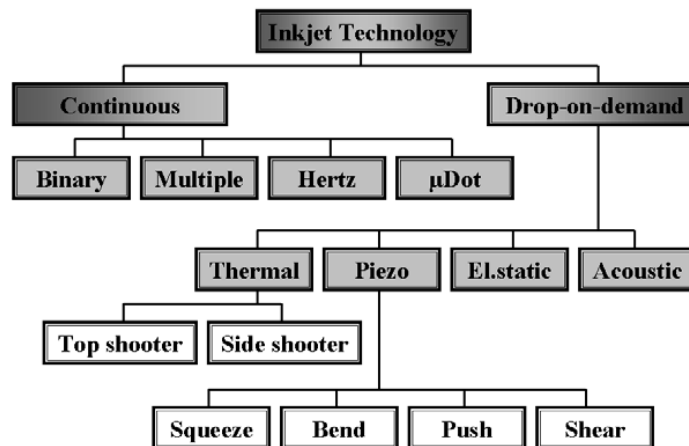 Inkjet Technology
Continuous
Drop-on-demand
Binary
Multiple
Hertz
μDot
Thermal
Piezo
El.static
Acoustic
Top shooter
Side shooter
Squeeze
Bend
Push
Shear